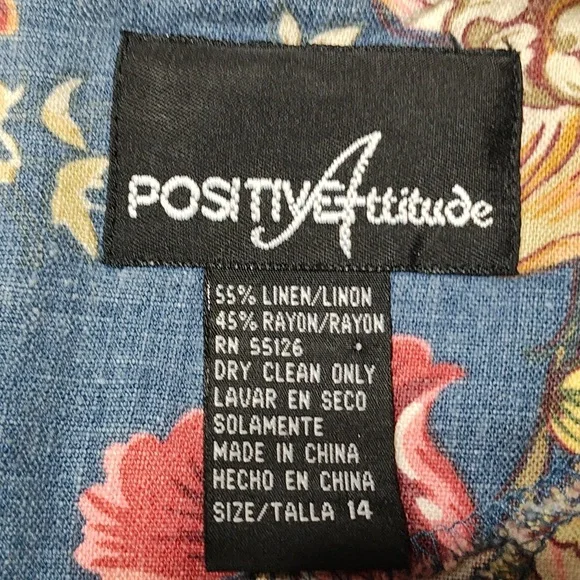 POSITIVE Attitude
55% LINEN/LINON
45% RAYON/RAYON
RN 55126
DRY CLEAN ONLY
LAVAR EN SECO
SOLAMENTE
MADE IN CHINA
HECHO EN CHINA
SIZE/TALLA 14